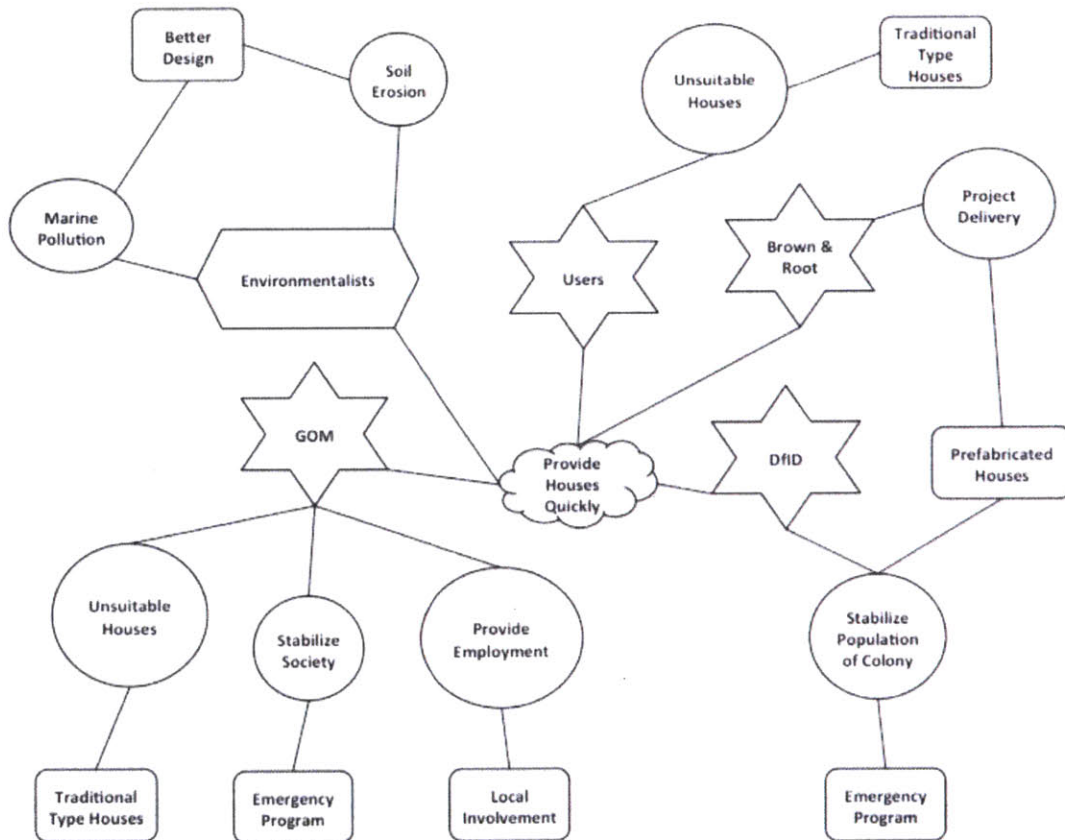 Better
Design
Soil
Erosion
Unsuitable
Houses
Traditional
Type
Houses
Marine
Pollution
Environmentalists
Users
Brown &
Root
Project
Delivery
GOM
Provide
Houses
Quickly
DfID
Prefabricated
Houses
Unsuitable
Houses
Stabilize
Society
Provide
Employment
Stabilize
Population
of Colony
Traditional
Type Houses
Emergency
Program
Local
Involvement
Emergency
Program